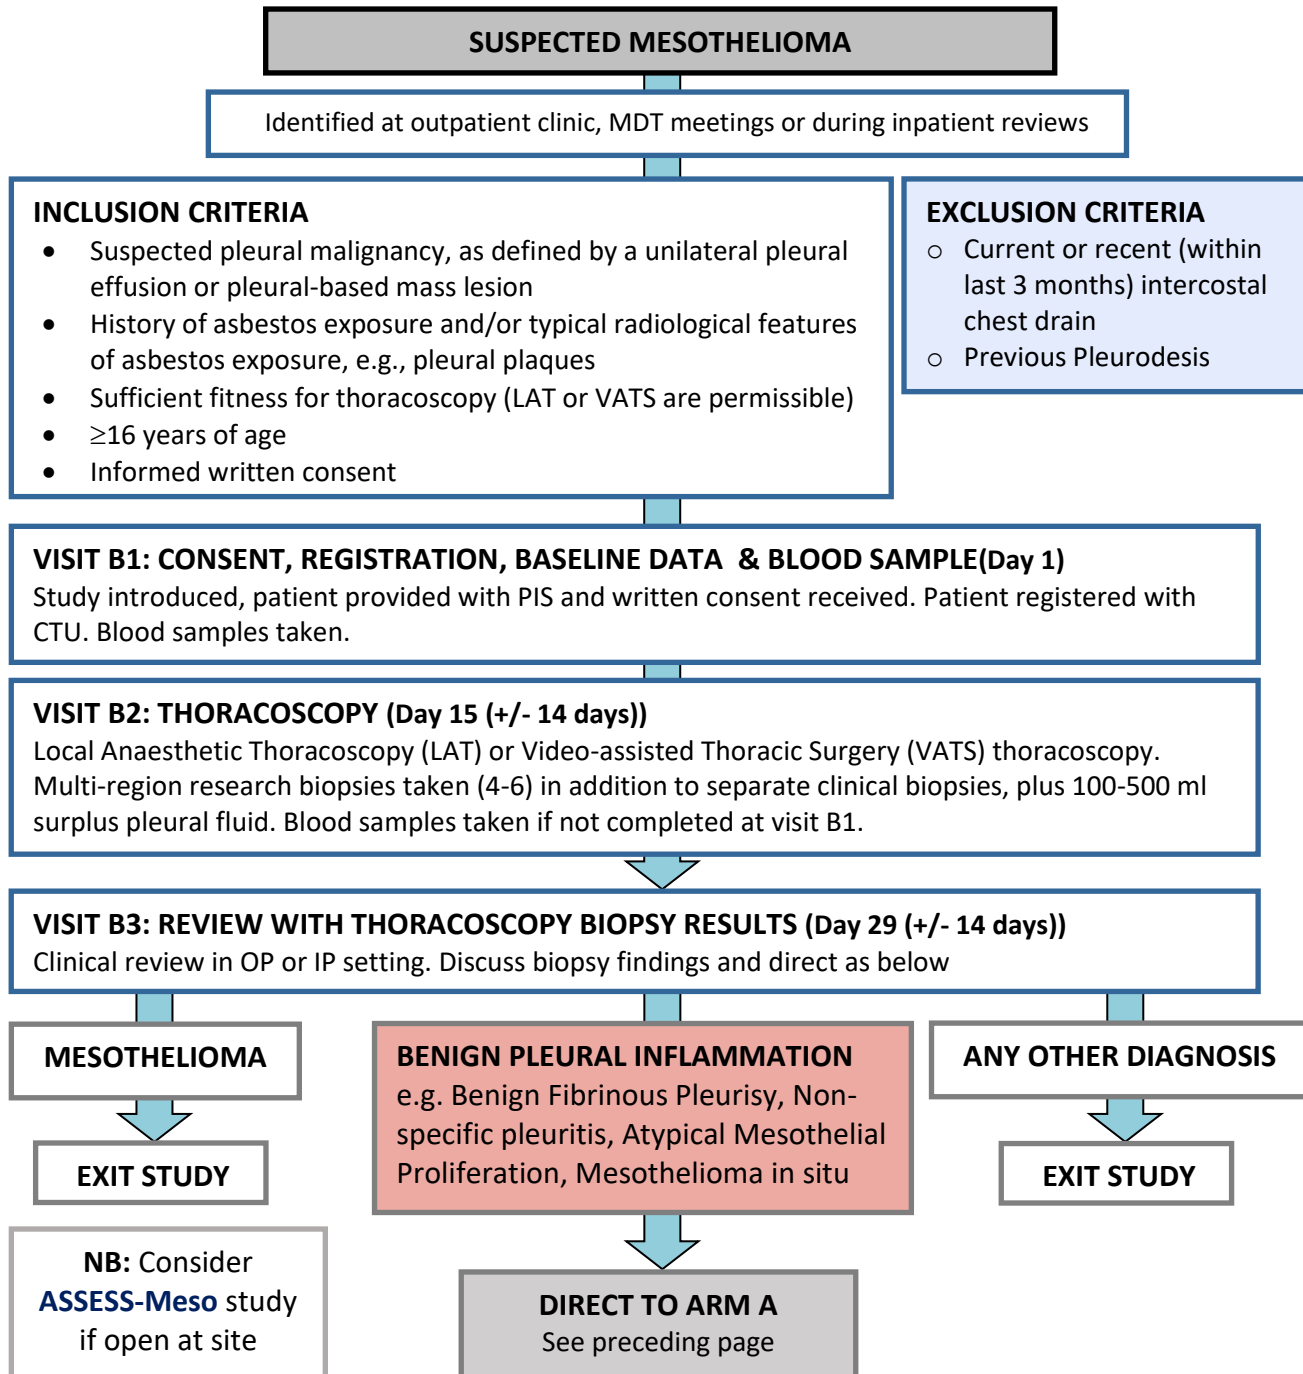 SUSPECTED MESOTHELIOMA
Identified at outpatient clinic, MDT meetings or during inpatient reviews
INCLUSION CRITERIA
• Suspected pleural malignancy, as defined by a unilateral pleural
effusion or pleural-based mass lesion
• History of asbestos exposure and/or typical radiological features
of asbestos exposure, e.g., pleural plaques
• Sufficient fitness for thoracoscopy (LAT or VATS are permissible)
• ≥16 years of age
• Informed written consent
EXCLUSION CRITERIA
o Current or recent (within
last 3 months) intercostal
chest drain
o Previous Pleurodesis
VISIT B1: CONSENT, REGISTRATION, BASELINE DATA & BLOOD SAMPLE(Day 1)
Study introduced, patient provided with PIS and written consent received. Patient registered with
CTU. Blood samples taken.
VISIT B2: THORACOSCOPY (Day 15 (+/- 14 days))
Local Anaesthetic Thoracoscopy (LAT) or Video-assisted Thoracic Surgery (VATS) thoracoscopy.
Multi-region research biopsies taken (4-6) in addition to separate clinical biopsies, plus 100-500 ml
surplus pleural fluid. Blood samples taken if not completed at visit B1.
VISIT B3: REVIEW WITH THORACOSCOPY BIOPSY RESULTS (Day 29 (+/- 14 days))
Clinical review in OP or IP setting. Discuss biopsy findings and direct as below
MESOTHELIOMA
EXIT STUDY
NB: Consider
ASSESS-Meso study
if open at site
BENIGN PLEURAL INFLAMMATION
e.g. Benign Fibrinous Pleurisy, Non-
specific pleuritis, Atypical Mesothelial
Proliferation, Mesothelioma in situ
DIRECT TO ARM A
See preceding page
ANY OTHER DIAGNOSIS
EXIT STUDY